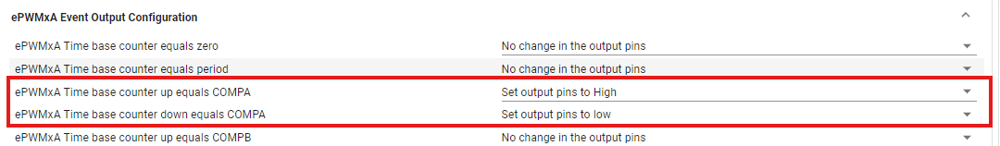 ePWMxA Event Output Configuration
ePWMxA Time base counter equals zero No change in the output pins
ePWMxA Time base counter equals period No change in the output pins
ePWMxA Time base counter up equals COMPA Set output pins to High
ePWMxA Time base counter down equals COMPA Set output pins to low
ePWMxA Time base counter up equals COMPB No change in the output pins